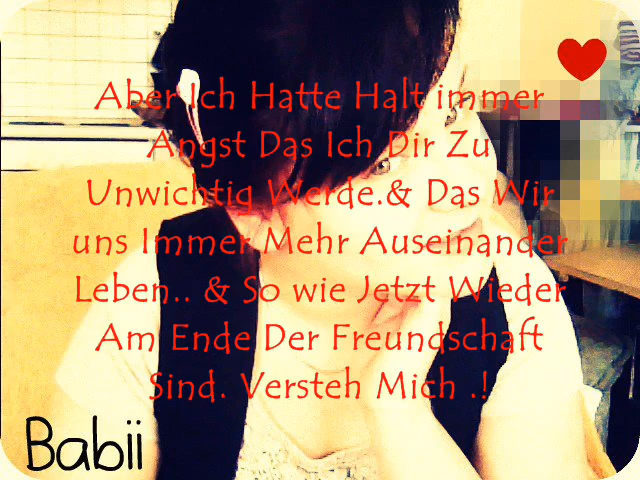 Aber Ich Hatte Halt immer
Angst Das Ich Dir Zu
Unwichtig Werde.& Das Wir
uns Immer Mehr Auseinander
Leben.. & So wie Jetzt Wieder
Am Ende Der Freundschaft
Sind. Versteh Mich .!
Babii